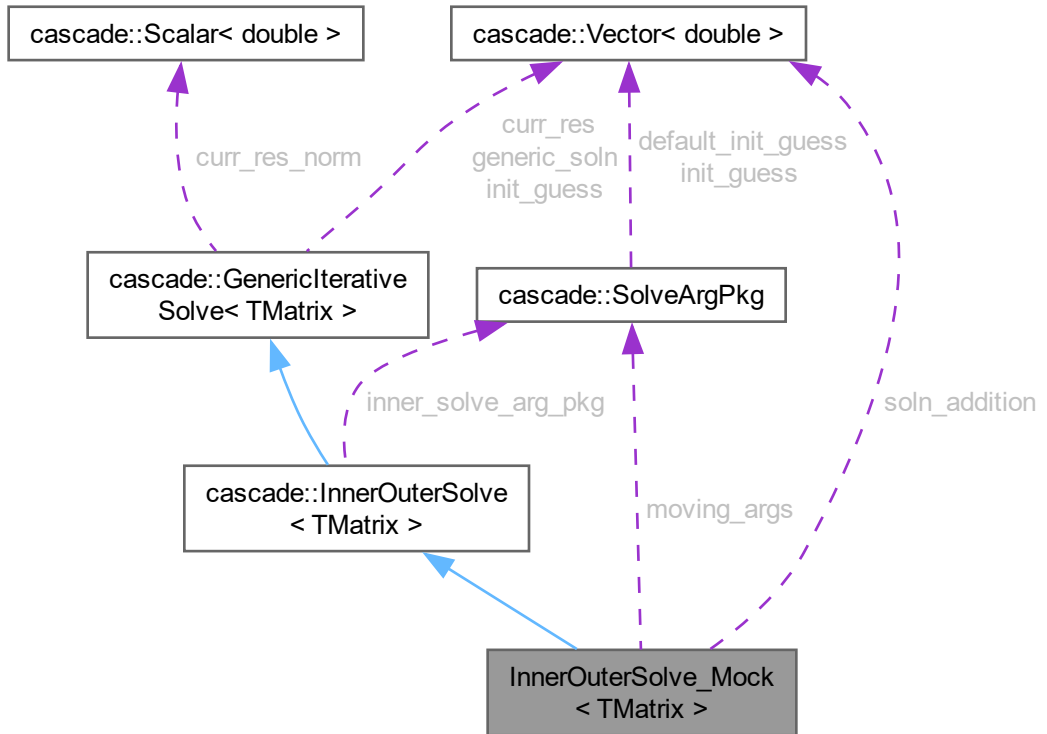 cascade::Scalar< double >
cascade::Vector< double >
curr_res_norm
curr_res
generic_soln
init_guess
default_init_guess
init_guess
cascade::GenericIterative
Solve< TMatrix >
cascade::SolveArgPkg
inner_solve_arg_pkg
soln_addition
cascade::InnerOuterSolve
< TMatrix >
moving_args
InnerOuterSolve_Mock
< TMatrix >